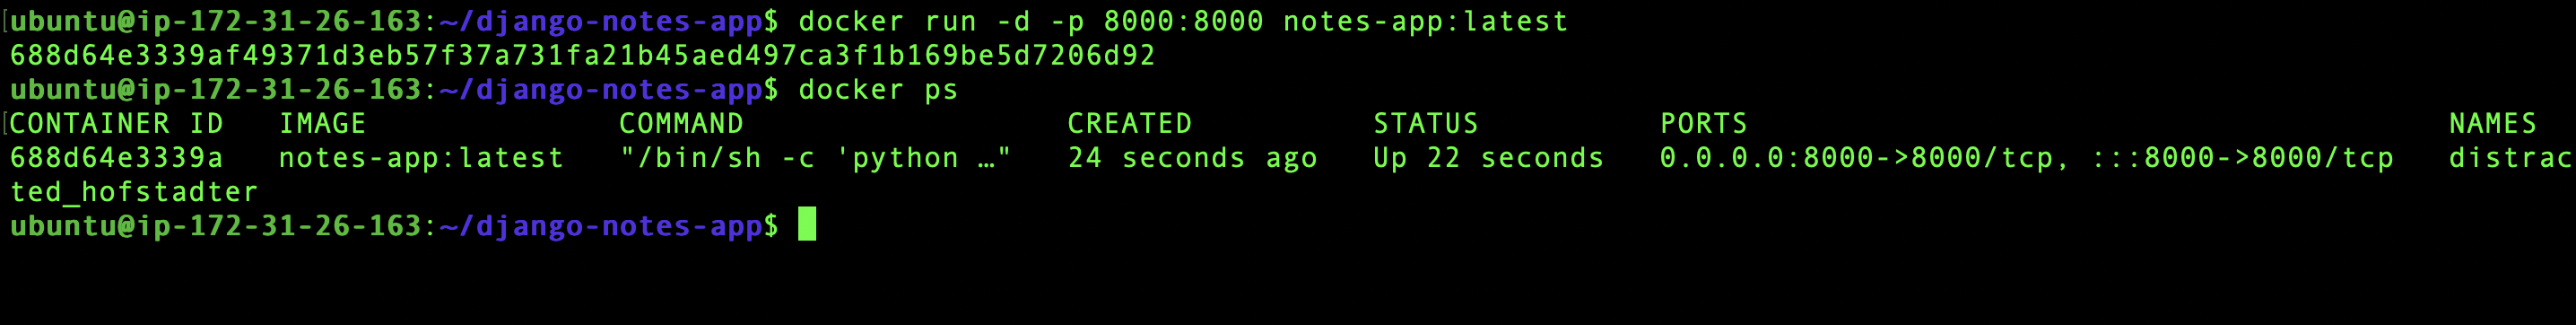 [ubuntu@ip-172-31-26-163:~/django-notes-app$ docker run -d -p 8000:8000 notes-app:latest
688d64e3339af49371d3eb57f37a731fa21b45aed497ca3f1b169be5d7206d92
ubuntu@ip-172-31-26-163:~/django-notes-app$ docker ps
[CONTAINER ID   IMAGE              COMMAND                  CREATED          STATUS          PORTS                                       NAMES
688d64e3339a   notes-app:latest   "/bin/sh -c 'python …"   24 seconds ago   Up 22 seconds   0.0.0.0:8000->8000/tcp, :::8000->8000/tcp   distrac
ted_hofstadter
ubuntu@ip-172-31-26-163:~/django-notes-app$